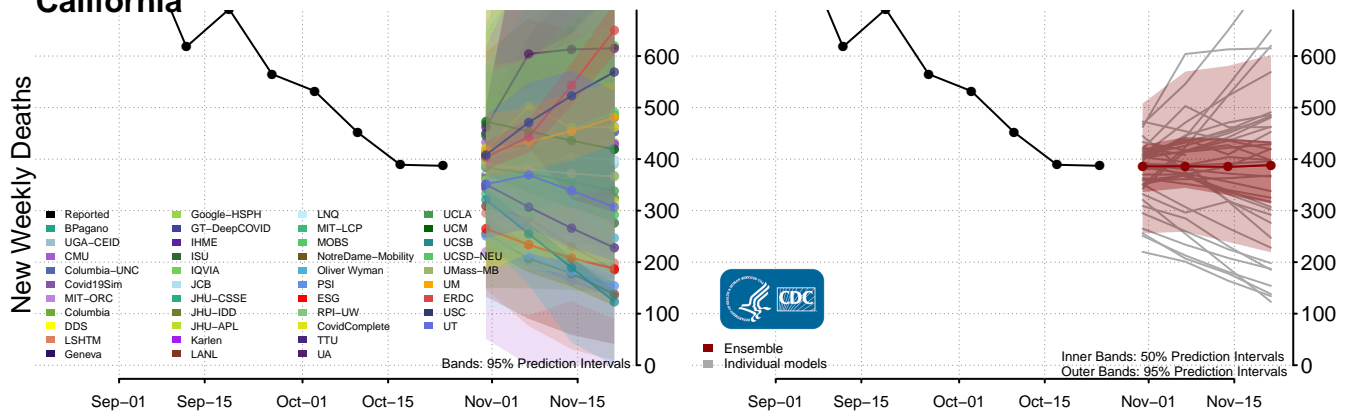 California
New Weekly Deaths
Reported
BPagano
UGA−CEID
CMU
Columbia−UNC
Covid19Sim
MIT−ORC
Columbia
DDS
LSHTM
Geneva
Google−HSPH
GT−DeepCOVID
IHME
ISU
IQVIA
JCB
JHU−CSSE
JHU−IDD
JHU−APL
Karlen
LANL
LNQ
MIT−LCP
MOBS
NotreDame−Mobility
Oliver Wyman
PSI
ESG
RPI−UW
CovidComplete
TTU
UA
UCLA
UCM
UCSB
UCSD−NEU
UMass−MB
UM
ERDC
USC
UT
Bands: 95% Prediction Intervals
600
500
400
300
200
100
0
Sep−01 Sep−15 Oct−01 Oct−15 Nov−01 Nov−15
CDC
Ensemble
Individual models
Inner Bands: 50% Prediction Intervals
Outer Bands: 95% Prediction Intervals
600
500
400
300
200
100
0
Sep−01 Sep−15 Oct−01 Oct−15 Nov−01 Nov−15